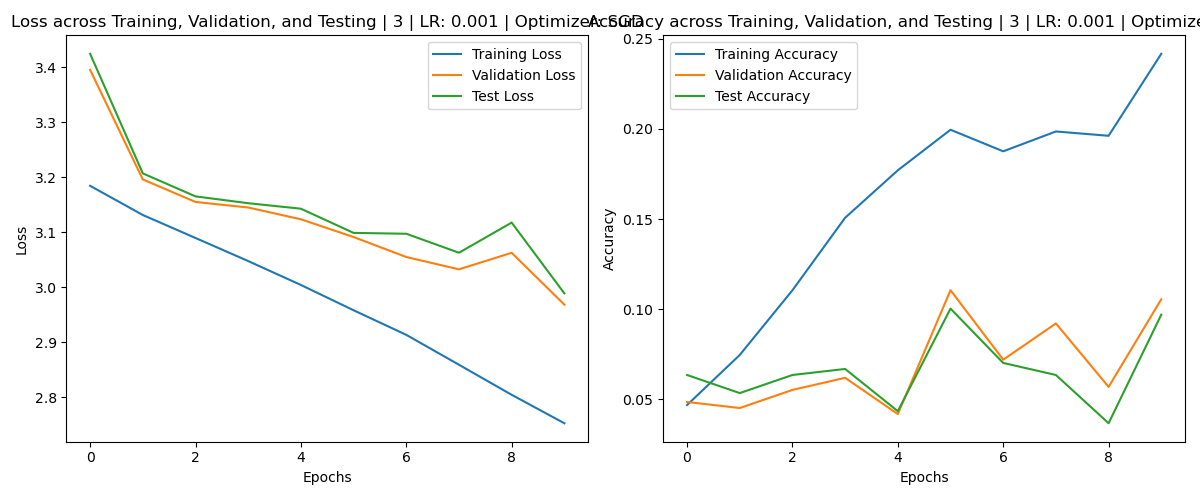 Loss across Training, Validation, and Testing | 3 | LR: 0.001 | Optimizer: SGD
Training Loss
Validation Loss
Test Loss
3.4
3.3
3.2
3.1
3.0
2.9
2.8
Loss
0
2
4
6
8
Epochs
Accuracy across Training, Validation, and Testing | 3 | LR: 0.001 | Optimize
Training Accuracy
Validation Accuracy
Test Accuracy
0.25
0.20
0.15
0.10
0.05
Accuracy
0
2
4
6
8
Epochs